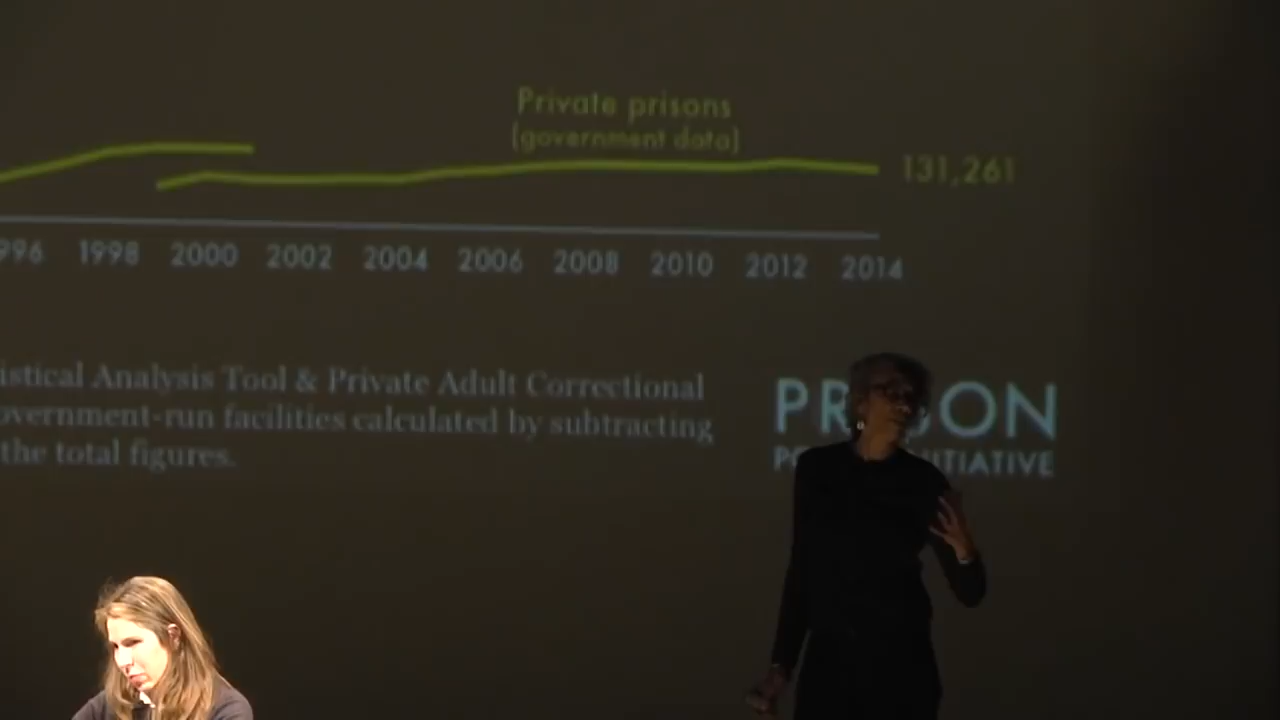 Private prisons
(government data)
131,261
996 1998 2000 2002 2004 2006 2008 2010 2012 2014
istical Analysis Tool & Private Adult Correctional
overnment-run facilities calculated by subtracting
the total figures.
PR SON
P ITIATIVE